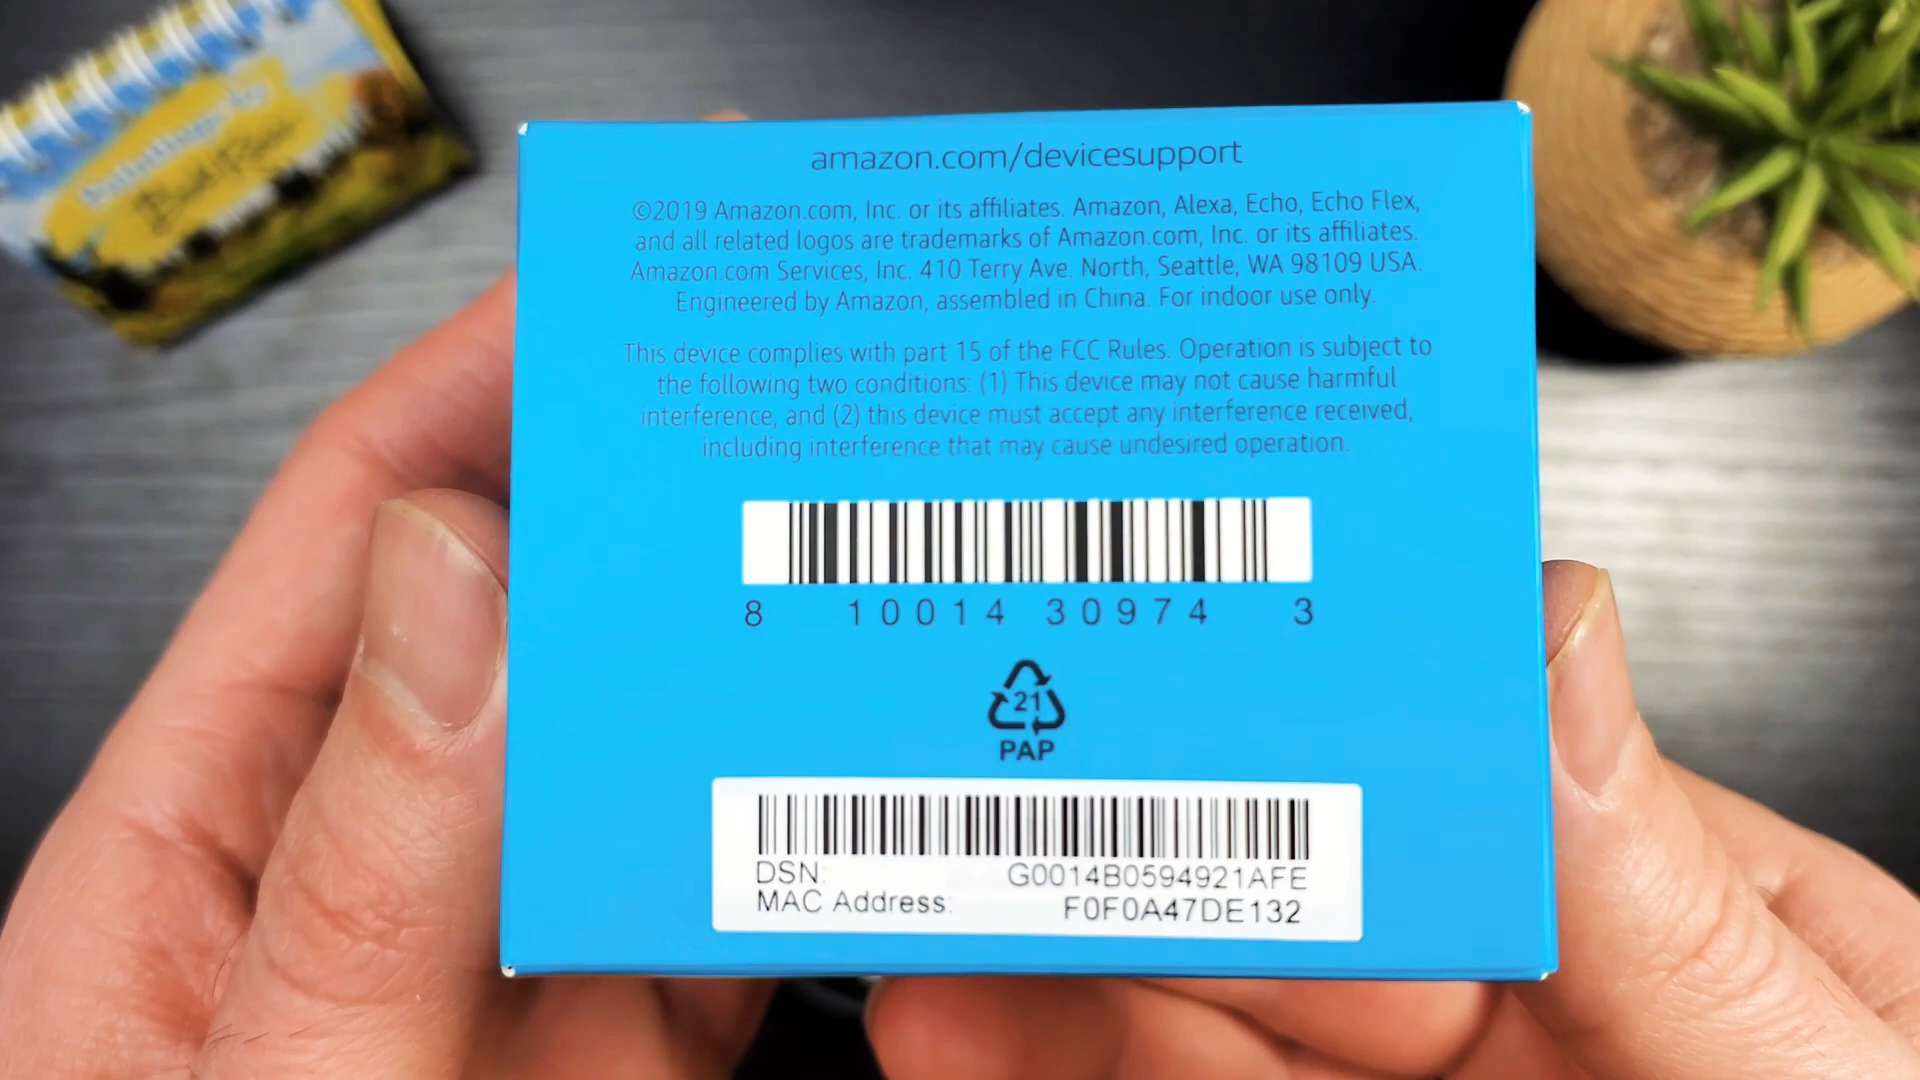 amazon.com/devicesupport
©2019 Amazon.com, Inc. or its affiliates. Amazon, Alexa, Echo, Echo Flex,
and all related logos are trademarks of Amazon.com, Inc. or its affiliates.
Amazon.com Services, Inc. 410 Terry Ave. North, Seattle, WA 98109 USA.
Engineered by Amazon, assembled in China. For indoor use only.
This device complies with part 15 of the FCC Rules. Operation is subject to
the following two conditions: (1) This device may not cause harmful
interference, and (2) this device must accept any interference received,
including interference that may cause undesired operation.
8 10014 30974 3
21
PAP
DSN: G0014B0594921AFE
MAC Address: F0F0A47DE132